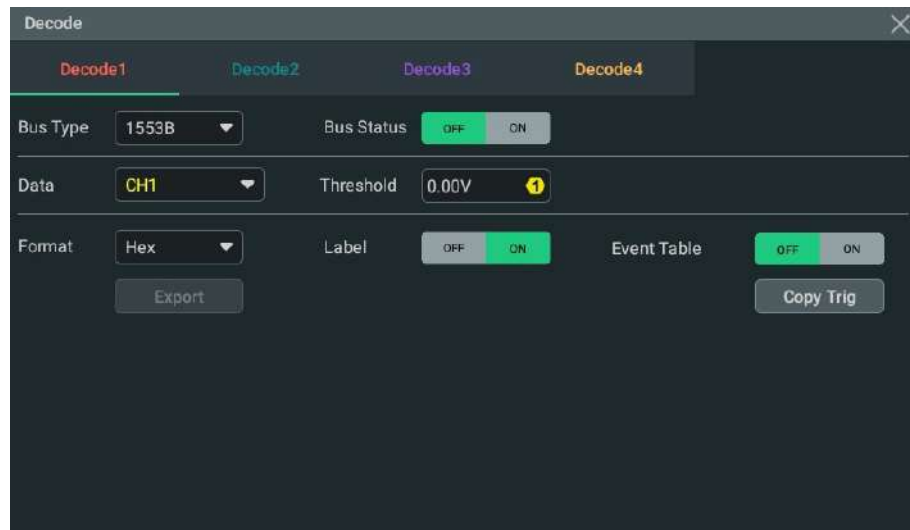 Decode
Decode1 Decode2 Decode3 Decode4
Bus Type 1553B Bus Status OFF ON
Data CH1 Threshold 0.00V 1
Format Hex Label OFF ON Event Table OFF ON
Export Copy Trig